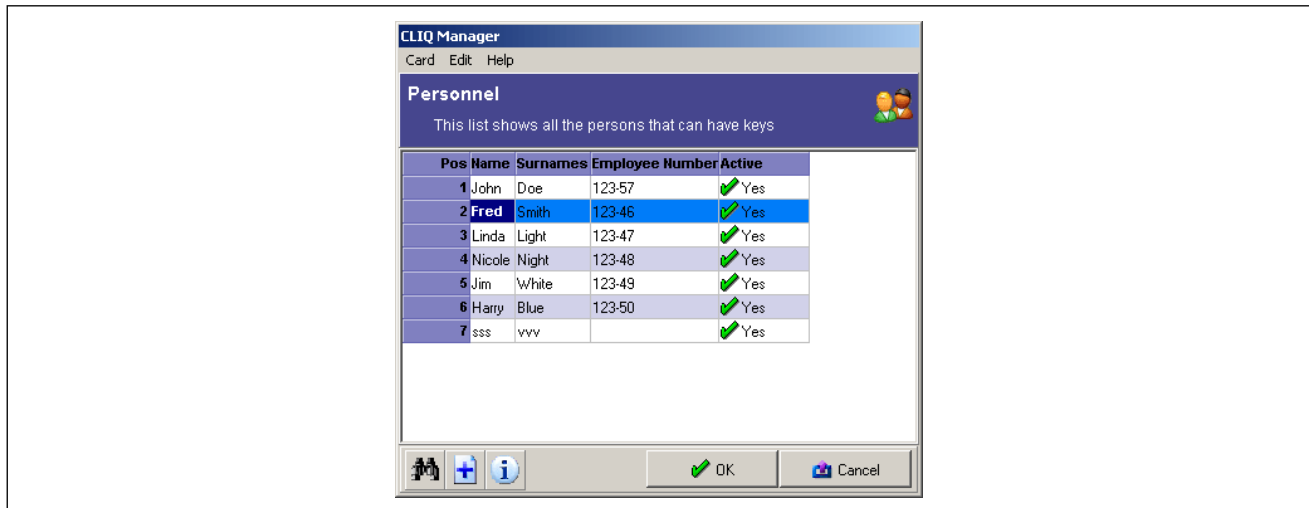 CLIQ Manager
Card Edit Help
Personnel
This list shows all the persons that can have keys
Pos Name Surnames Employee Number Active
1 John Doe 123-57 Yes
2 Fred Smith 123-46 Yes
3 Linda Light 123-47 Yes
4 Nicole Night 123-48 Yes
5 Jim White 123-49 Yes
6 Harry Blue 123-50 Yes
7 sss vvv Yes
OK Cancel